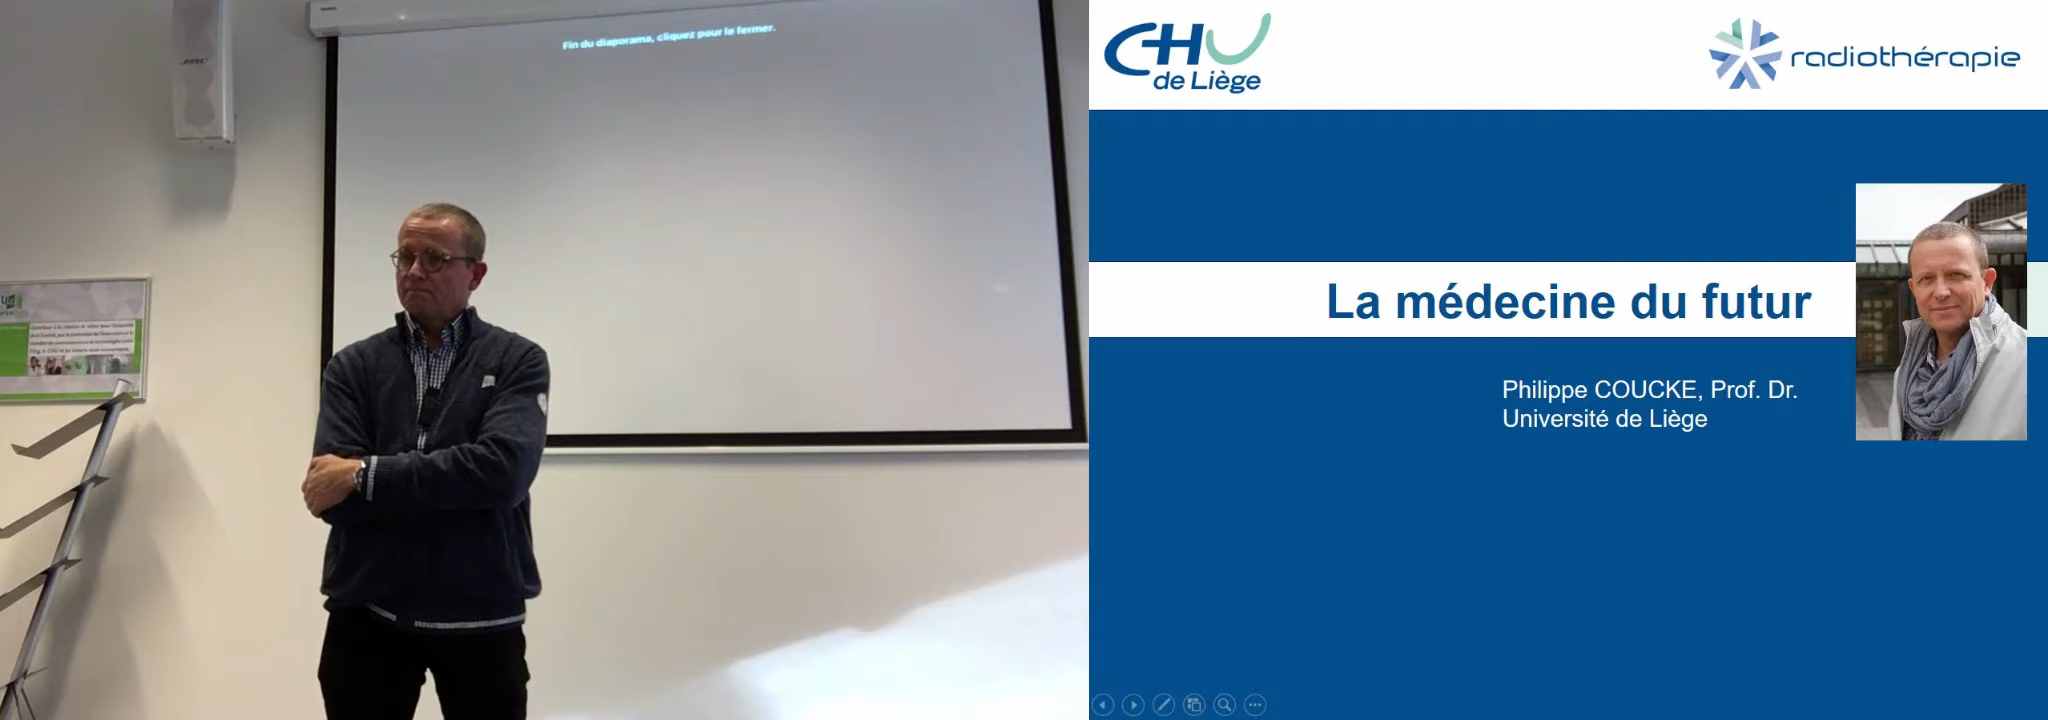 Fin du diaporama, cliquez pour le fermer.
BOSE
CHU
de Liège
radiothérapie
La médecine du futur
Philippe COUCKE, Prof. Dr.
Université de Liège